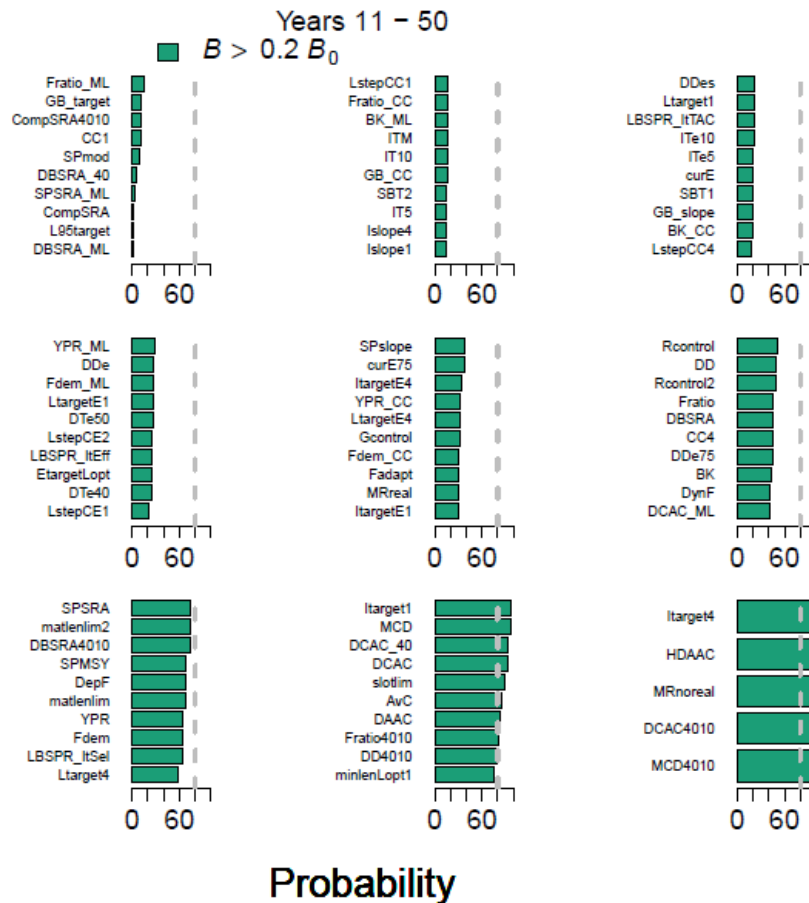 Years 11 − 50
B > 0.2 B0
Fratio_ML
GB_target
CompSRA4010
CC1
SPmod
DBSRA_40
SPSRA_ML
CompSRA
L95target
DBSRA_ML
0 60
LstepCC1
Fratio_CC
BK_ML
ITM
IT10
GB_CC
SBT2
IT5
Islope4
Islope1
0 60
DDes
Ltarget1
LBSPR_ItTAC
ITe10
ITe5
curE
SBT1
GB_slope
BK_CC
LstepCC4
0 60
YPR_ML
DDe
Fdem_ML
LtargetE1
DTe50
LstepCE2
LBSPR_ItEff
EtargetLopt
DTe40
LstepCE1
0 60
SPslope
curE75
ItargetE4
YPR_CC
LtargetE4
Gcontrol
Fdem_CC
Fadapt
MRreal
ItargetE1
0 60
Rcontrol
DD
Rcontrol2
Fratio
DBSRA
CC4
DDe75
BK
DynF
DCAC_ML
0 60
SPSRA
matlenlim2
DBSRA4010
SPMSY
DepF
matlenlim
YPR
Fdem
LBSPR_ItSel
Ltarget4
0 60
Itarget1
MCD
DCAC_40
DCAC
slotlim
AvC
DAAC
Fratio4010
DD4010
minlenLopt1
0 60
Itarget4
HDAAC
MRnoreal
DCAC4010
MCD4010
0 60
Probability